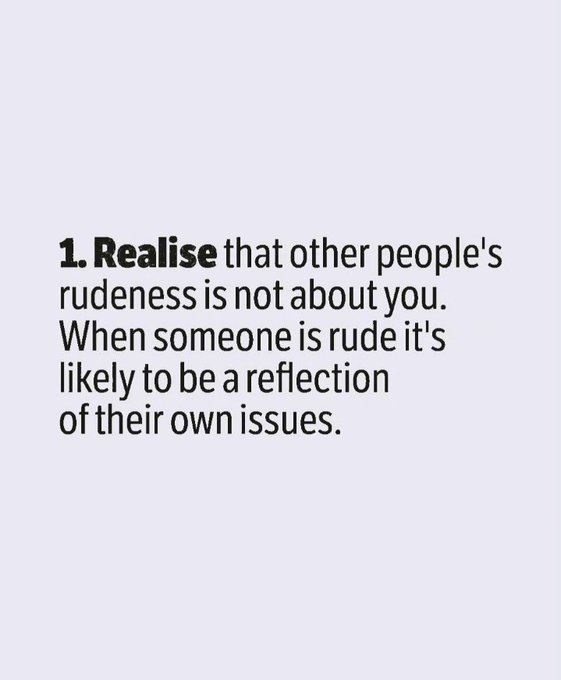 1. Realise that other people's
rudeness is not about you.
When someone is rude it's
likely to be a reflection
of their own issues.